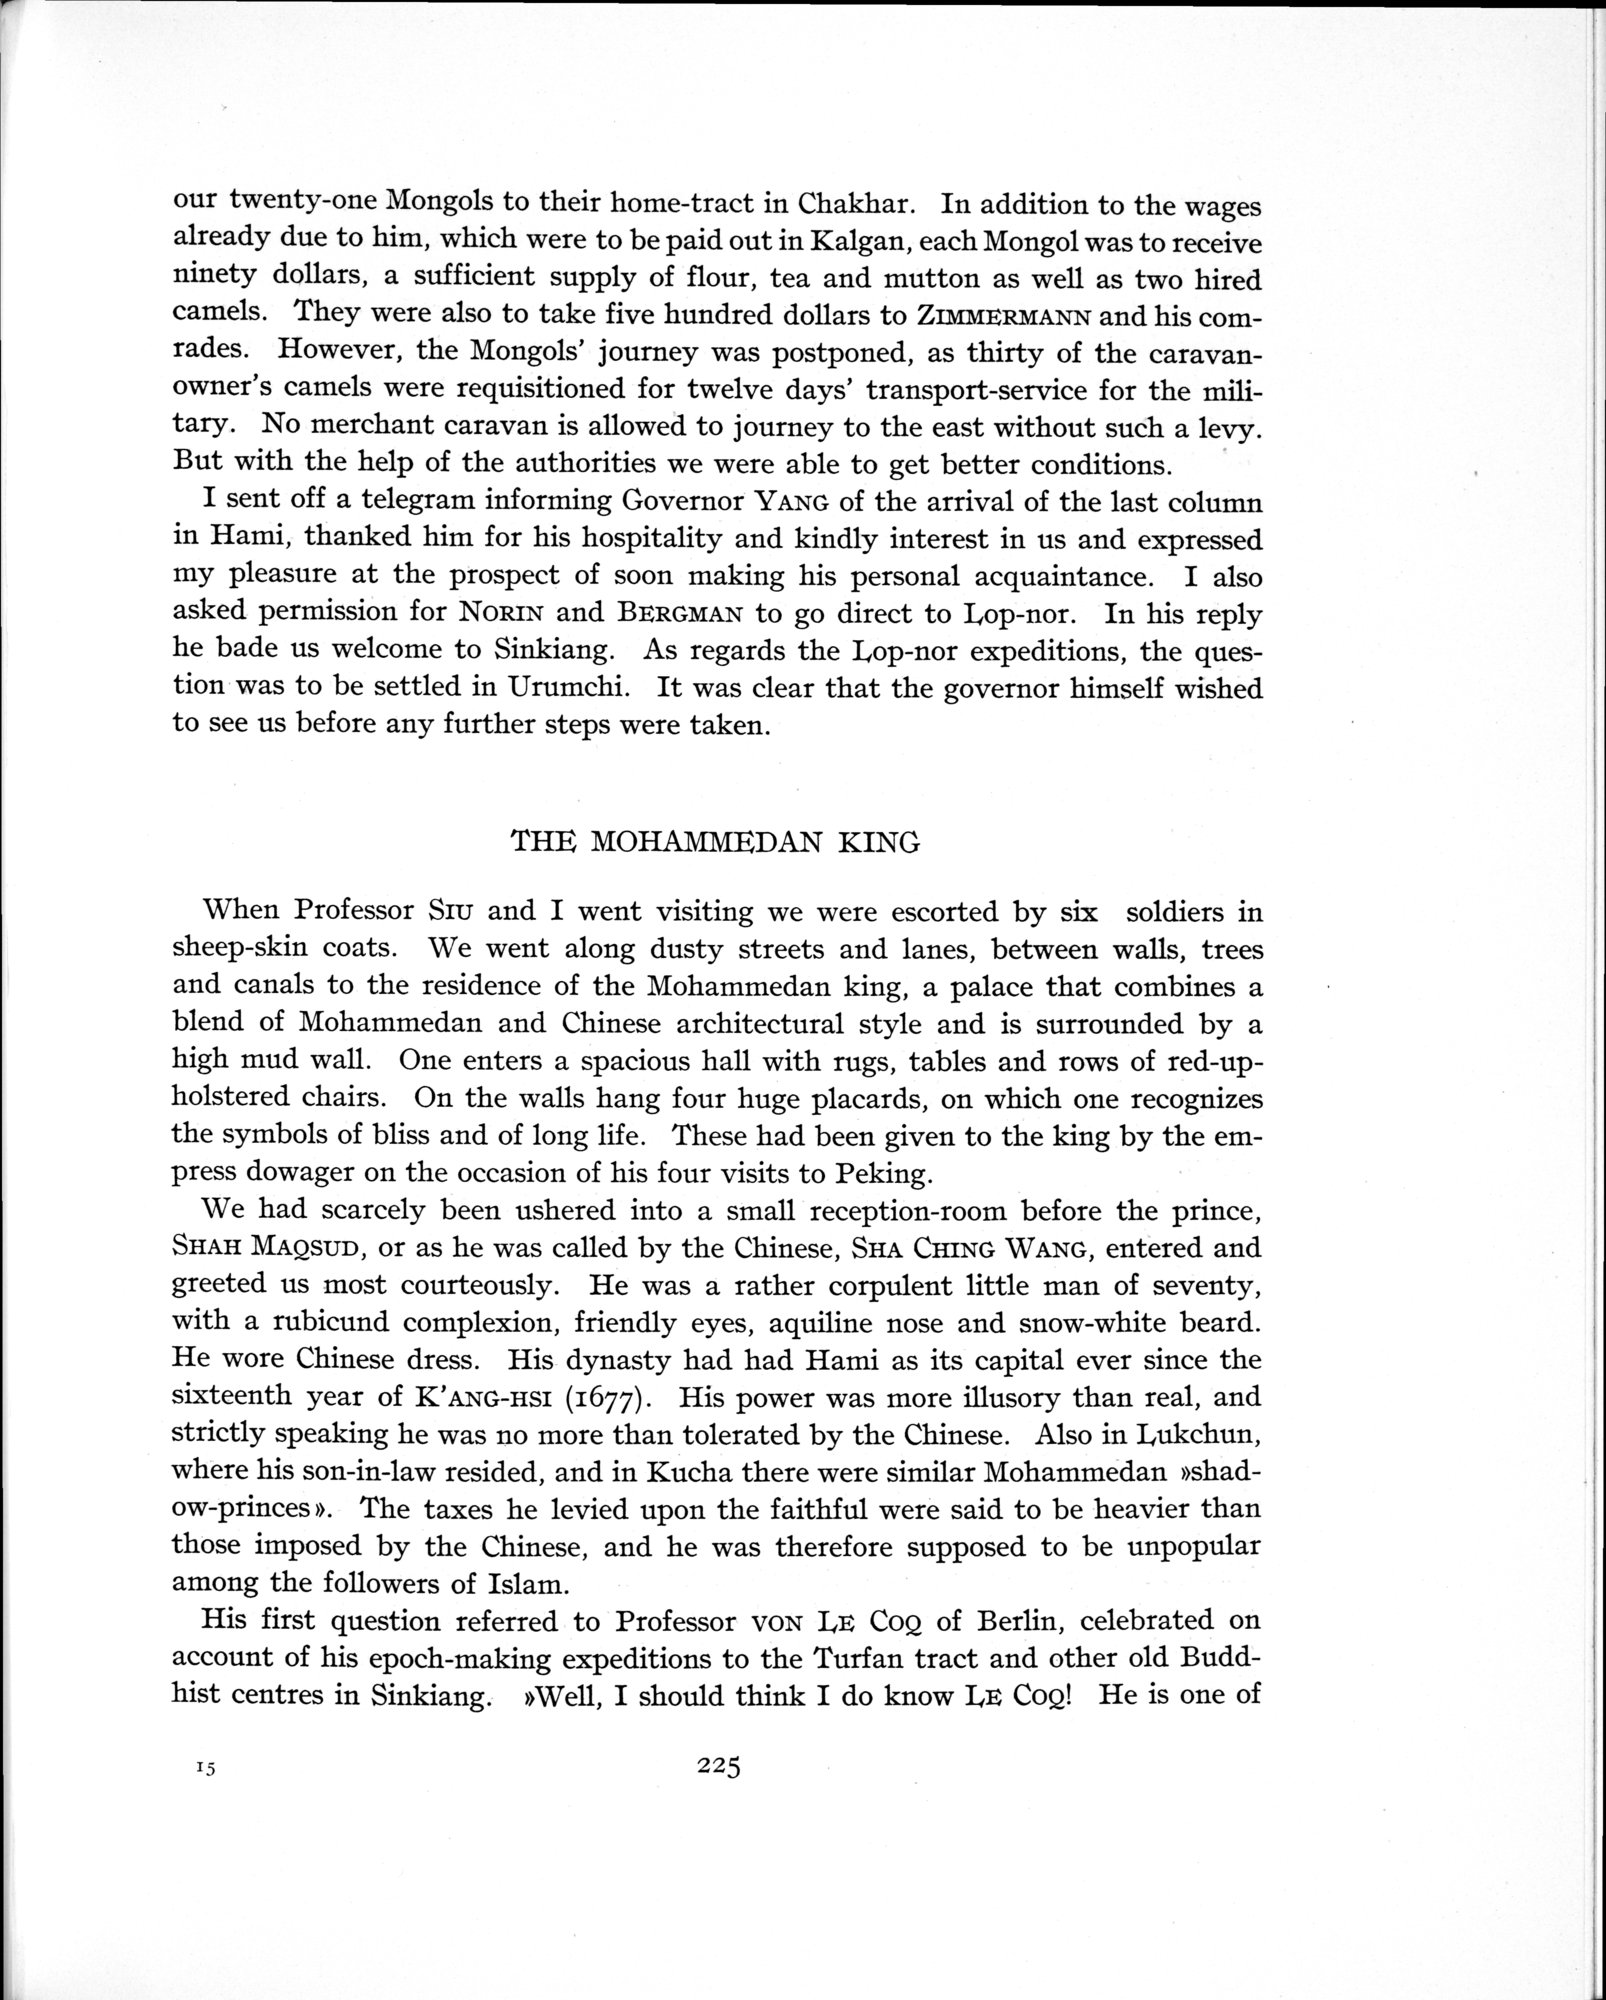 our twenty-one Mongols to their home-tract in Chakhar. In addition to the wages
already due to him, which were to be paid out in Kalgan, each Mongol was to receive
ninety dollars, a sufficient supply of flour, tea and mutton as well as two hired
camels. They were also to take five hundred dollars to ZIMMERMANN and his com-
rades. However, the Mongols' journey was postponed, as thirty of the caravan-
owner's camels were requisitioned for twelve days' transport-service for the mili-
tary. No merchant caravan is allowed to journey to the east without such a levy.
But with the help of the authorities we were able to get better conditions.
I sent off a telegram informing Governor YANG of the arrival of the last column
in Hami, thanked him for his hospitality and kindly interest in us and expressed
my pleasure at the prospect of soon making his personal acquaintance. I also
asked permission for NORIN and BERGMAN to go direct to Lop-nor. In his reply
he bade us welcome to Sinkiang. As regards the Lop-nor expeditions, the ques-
tion was to be settled in Urumchi. It was clear that the governor himself wished
to see us before any further steps were taken.
THE MOHAMMEDAN KING
When Professor SIU and I went visiting we were escorted by six soldiers in
sheep-skin coats. We went along dusty streets and lanes, between walls, trees
and canals to the residence of the Mohammedan king, a palace that combines a
blend of Mohammedan and Chinese architectural style and is surrounded by a
high mud wall. One enters a spacious hall with rugs, tables and rows of red-up-
holstered chairs. On the walls hang four huge placards, on which one recognizes
the symbols of bliss and of long life. These had been given to the king by the em-
press dowager on the occasion of his four visits to Peking.
We had scarcely been ushered into a small reception-room before the prince,
SHAH MAQSUD, or as he was called by the Chinese, SHA CHING WANG, entered and
greeted us most courteously. He was a rather corpulent little man of seventy,
with a rubicund complexion, friendly eyes, aquiline nose and snow-white beard.
He wore Chinese dress. His dynasty had had Hami as its capital ever since the
sixteenth year of K'ANG-HSI (1677). His power was more illusory than real, and
strictly speaking he was no more than tolerated by the Chinese. Also in Lukchun,
where his son-in-law resided, and in Kucha there were similar Mohammedan »shad-
ow-princes». The taxes he levied upon the faithful were said to be heavier than
those imposed by the Chinese, and he was therefore supposed to be unpopular
among the followers of Islam.
His first question referred to Professor VON LE COQ of Berlin, celebrated on
account of his epoch-making expeditions to the Turfan tract and other old Budd-
hist centres in Sinkiang. »Well, I should think I do know LE COQ! He is one of
15 225